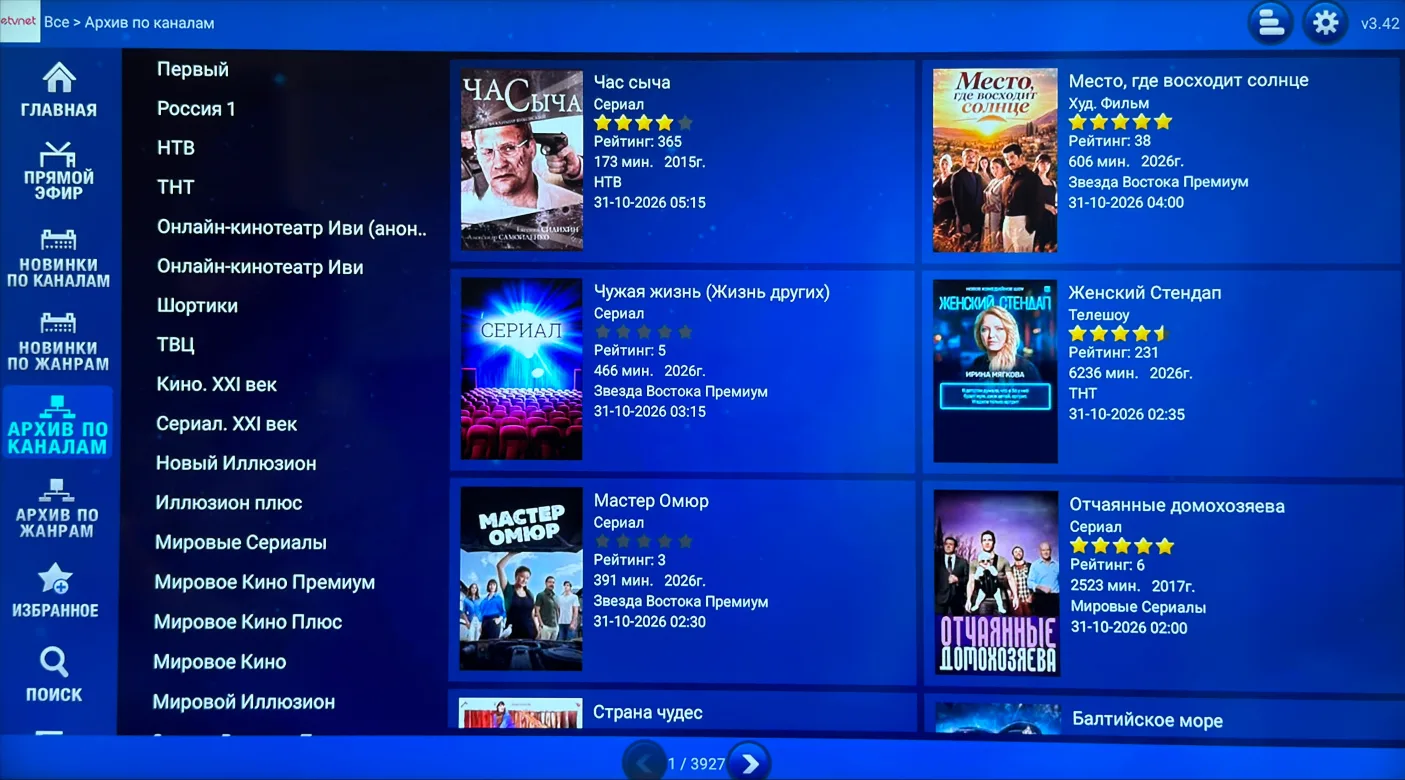 etvnet
Все > Архив по каналам
v3.42
ГЛАВНАЯ
ПРЯМОЙ
ЭФИР
НОВИНКИ
ПО КАНАЛАМ
НОВИНКИ
ПО ЖАНРАМ
АРХИВ ПО
КАНАЛАМ
АРХИВ ПО
ЖАНРАМ
ИЗБРАННОЕ
ПОИСК
Первый
Россия 1
НТВ
ТНТ
Онлайн-кинотеатр Иви (анон..
Онлайн-кинотеатр Иви
Шортики
ТВЦ
Кино. XXI век
Сериал. XXI век
Новый Иллюзион
Иллюзион плюс
Мировые Сериалы
Мировое Кино Премиум
Мировое Кино Плюс
Мировое Кино
Мировой Иллюзион
ЧАС СЫЧА
Евгений СИДИХИН
Александр САМОЙЛЕНКО
Час сыча
Сериал
Рейтинг: 365
173 мин. 2015г.
НТВ
31-10-2026 05:15
Место,
где восходит
солнце
Место, где восходит солнце
Худ. Фильм
Рейтинг: 38
606 мин. 2026г.
Звезда Востока Премиум
31-10-2026 04:00
СЕРИАЛ
Чужая жизнь (Жизнь других)
Сериал
Рейтинг: 5
466 мин. 2026г.
Звезда Востока Премиум
31-10-2026 03:15
НОВОЕ КОМЕДИЙНОЕ ШОУ
ЖЕНСКИЙ СТЕНДАП
ИРИНА МЯГКОВА
Женский Стендап
Телешоу
Рейтинг: 231
6236 мин. 2026г.
ТНТ
31-10-2026 02:35
МАСТЕР
ОМЮР
Мастер Омюр
Сериал
Рейтинг: 3
391 мин. 2026г.
Звезда Востока Премиум
31-10-2026 02:30
ОТЧАЯННЫЕ
ДОМОХОЗЯЕВА
Отчаянные домохозяева
Сериал
Рейтинг: 6
2523 мин. 2017г.
Мировые Сериалы
31-10-2026 02:00
Страна чудес
Балтийское море
1 / 3927